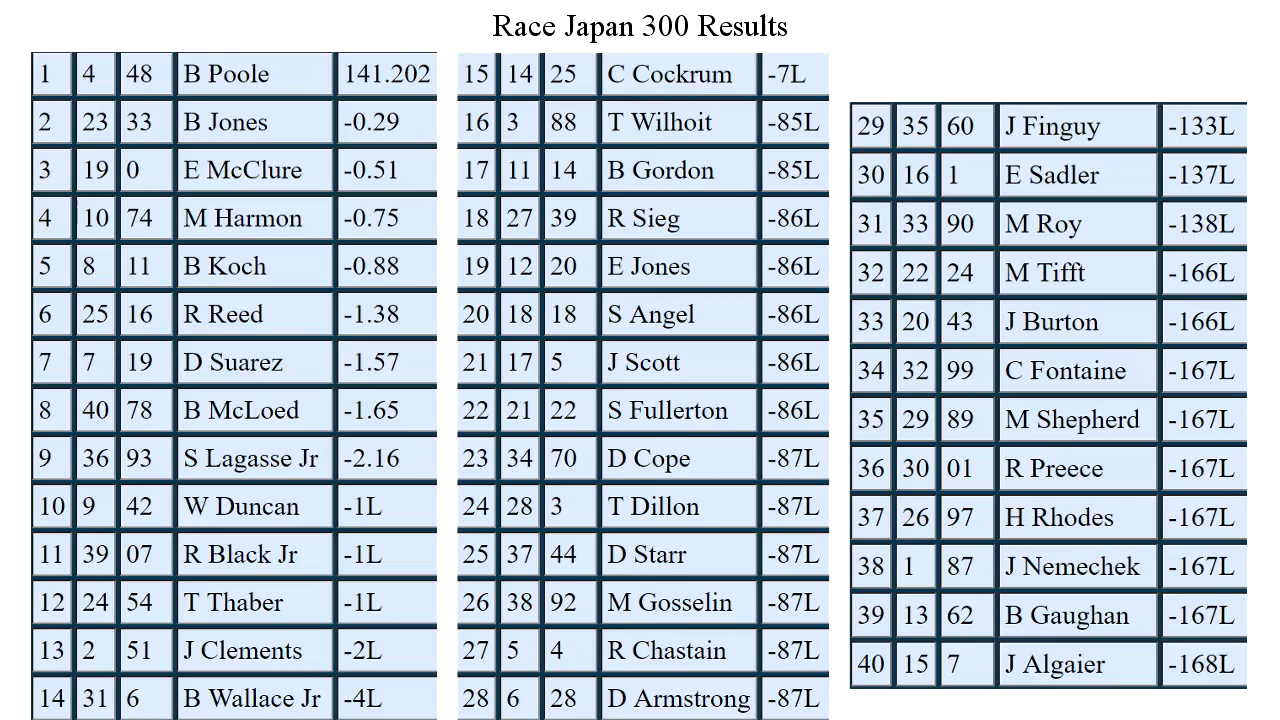 Race Japan 300 Results
1 4 48 B Poole 141.202
2 23 33 B Jones -0.29
3 19 0 E McClure -0.51
4 10 74 M Harmon -0.75
5 8 11 B Koch -0.88
6 25 16 R Reed -1.38
7 7 19 D Suarez -1.57
8 40 78 B McLoed -1.65
9 36 93 S Lagasse Jr -2.16
10 9 42 W Duncan -1L
11 39 07 R Black Jr -1L
12 24 54 T Thaber -1L
13 2 51 J Clements -2L
14 31 6 B Wallace Jr -4L
15 14 25 C Cockrum -7L
16 3 88 T Wilhoit -85L
17 11 14 B Gordon -85L
18 27 39 R Sieg -86L
19 12 20 E Jones -86L
20 18 18 S Angel -86L
21 17 5 J Scott -86L
22 21 22 S Fullerton -86L
23 34 70 D Cope -87L
24 28 3 T Dillon -87L
25 37 44 D Starr -87L
26 38 92 M Gosselin -87L
27 5 4 R Chastain -87L
28 6 28 D Armstrong -87L
29 35 60 J Finguy -133L
30 16 1 E Sadler -137L
31 33 90 M Roy -138L
32 22 24 M Tifft -166L
33 20 43 J Burton -166L
34 32 99 C Fontaine -167L
35 29 89 M Shepherd -167L
36 30 01 R Preece -167L
37 26 97 H Rhodes -167L
38 1 87 J Nemechek -167L
39 13 62 B Gaughan -167L
40 15 7 J Algaier -168L